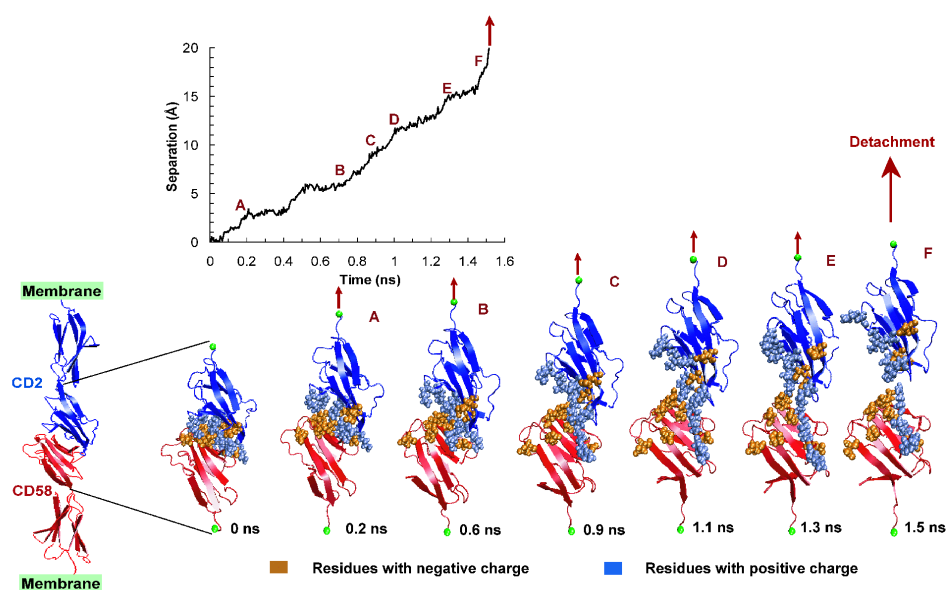 20
15
10
5
0
Separation (Å)
A
B
C
D
E
F
0 0.2 0.4 0.6 0.8 1 1.2 1.4 1.6
Time (ns)
Detachment
A
B
C
D
E
F
Membrane
CD2
CD58
Membrane
0 ns
0.2 ns
0.6 ns
0.9 ns
1.1 ns
1.3 ns
1.5 ns
Residues with negative charge
Residues with positive charge